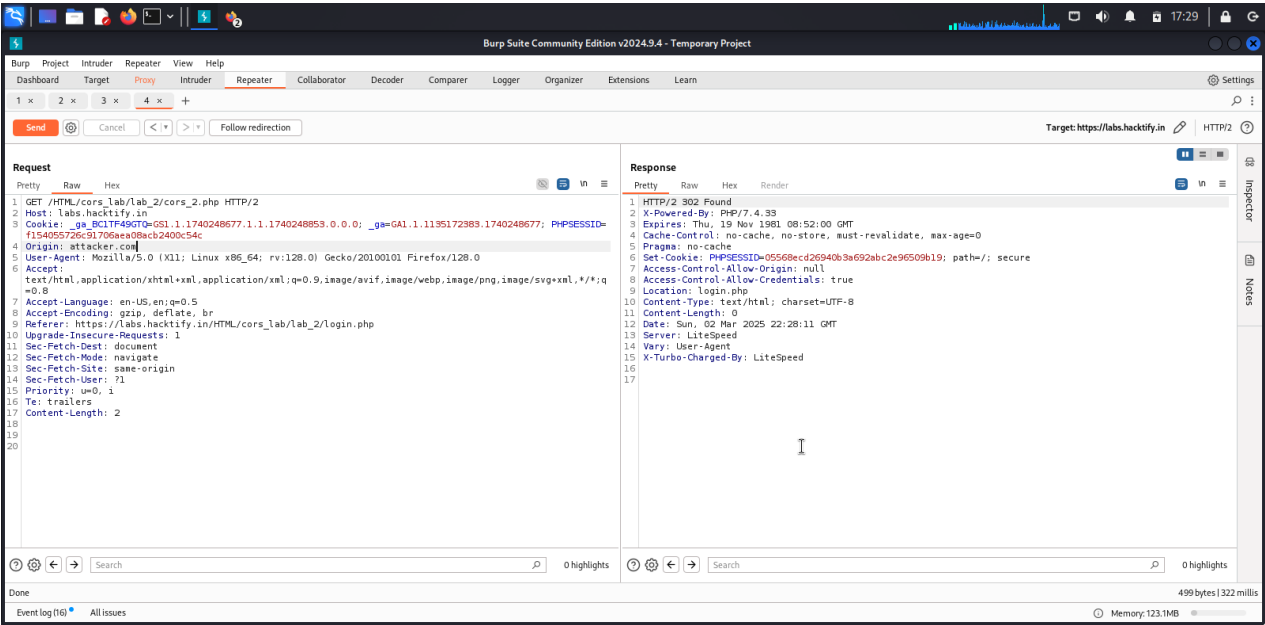 17:29
Burp Suite Community Edition v2024.9.4 - Temporary Project
Burp Project Intruder Repeater View Help
Dashboard Target Proxy Intruder Repeater Collaborator Decoder Comparer Logger Organizer Extensions Learn Settings
1 × 2 × 3 × 4 × +
Send Cancel < > Follow redirection Target: https://labs.hacktify.in HTTP/2
Request
Pretty Raw Hex \n
1 GET /HTML/cors_lab/lab_2/cors_2.php HTTP/2
2 Host: labs.hacktify.in
3 Cookie: _ga_BC1TF49GTQ=GS1.1.1740248677.1.1.1740248853.0.0.0; _ga=GA1.1.1135172383.1740248677; PHPSESSID=
f154055726c91706aea08acb2400c54c
4 Origin: attacker.com
5 User-Agent: Mozilla/5.0 (X11; Linux x86_64; rv:128.0) Gecko/20100101 Firefox/128.0
6 Accept:
text/html,application/xhtml+xml,application/xml;q=0.9,image/avif,image/webp,image/png,image/svg+xml,*/*;q
=0.8
7 Accept-Language: en-US,en;q=0.5
8 Accept-Encoding: gzip, deflate, br
9 Referer: https://labs.hacktify.in/HTML/cors_lab/lab_2/login.php
10 Upgrade-Insecure-Requests: 1
11 Sec-Fetch-Dest: document
12 Sec-Fetch-Mode: navigate
13 Sec-Fetch-Site: same-origin
14 Sec-Fetch-User: ?1
15 Priority: u=0, i
16 Te: trailers
17 Content-Length: 2
18
19
20
Response
Pretty Raw Hex Render \n
1 HTTP/2 302 Found
2 X-Powered-By: PHP/7.4.33
3 Expires: Thu, 19 Nov 1981 08:52:00 GMT
4 Cache-Control: no-cache, no-store, must-revalidate, max-age=0
5 Pragma: no-cache
6 Set-Cookie: PHPSESSID=05568ecd26940b3a692abc2e96509b19; path=/; secure
7 Access-Control-Allow-Origin: null
8 Access-Control-Allow-Credentials: true
9 Location: login.php
10 Content-Type: text/html; charset=UTF-8
11 Content-Length: 0
12 Date: Sun, 02 Mar 2025 22:28:11 GMT
13 Server: LiteSpeed
14 Vary: User-Agent
15 X-Turbo-Charged-By: LiteSpeed
16
17
Inspector
Notes
Search 0 highlights
Search 0 highlights
Done 499 bytes | 322 millis
Event log (16) All issues Memory: 123.1MB